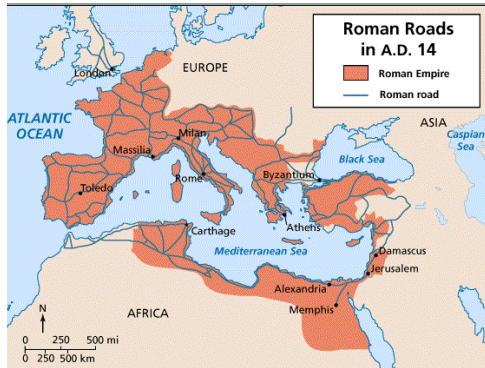 Roman Roads
in A.D. 14
Roman Empire
Roman road
London
EUROPE
ATLANTIC
OCEAN
ASIA
Caspian
Sea
Milan
Massilia
Black Sea
Rome
Byzantium
Toledo
Athens
Carthage
Mediterranean Sea
Damascus
Jerusalem
Alexandria
Memphis
AFRICA
N
0 250 500 mi
0 250 500 km